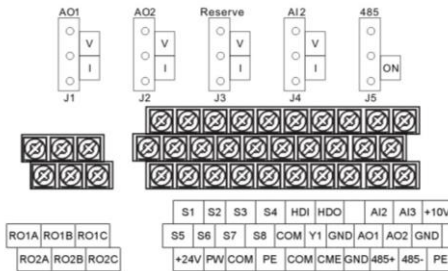 AO1 AO2 Reserve AI2 485
V V V V
I I I I ON
J1 J2 J3 J4 J5
S1 S2 S3 S4 HDI HDO AI2 AI3 +10V
RO1A RO1B RO1C S5 S6 S7 S8 COM Y1 GND AO1 AO2 GND
RO2A RO2B RO2C +24V PW COM PE COM CME GND 485+ 485- PE